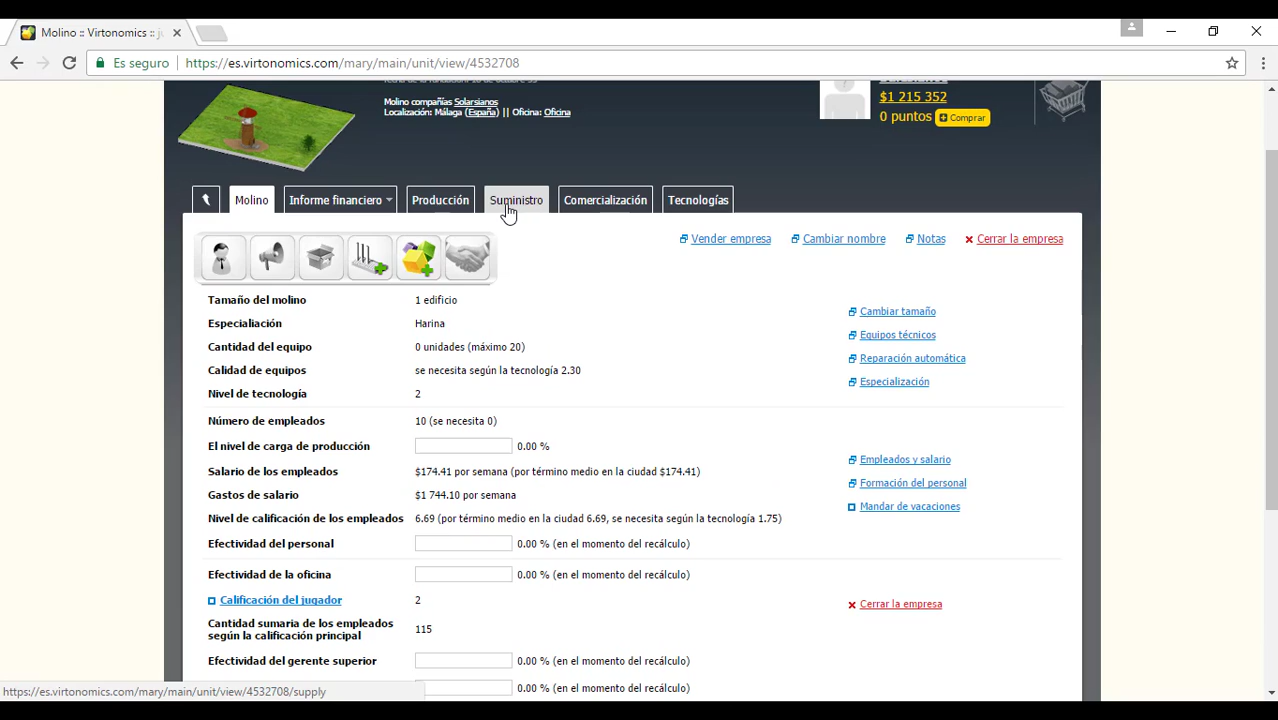 Molino :: Virtonomics :: ju
Es seguro
https://es.virtonomics.com/mary/main/unit/view/4532708
Molino compañías Solarsianos
Localización: Málaga (España) || Oficina: Oficina
$1 215 352
0 puntos Comprar
Molino
Informe financiero
Producción
Suministro
Comercialización
Tecnologías
Vender empresa
Cambiar nombre
Notas
Cerrar la empresa
Tamaño del molino 1 edificio
Cambiar tamaño
Especialiación Harina
Equipos técnicos
Cantidad del equipo 0 unidades (máximo 20)
Reparación automática
Calidad de equipos se necesita según la tecnología 2.30
Especialización
Nivel de tecnología 2
Número de empleados 10 (se necesita 0)
El nivel de carga de producción 0.00 %
Empleados y salario
Salario de los empleados $174.41 por semana (por término medio en la ciudad $174.41)
Formación del personal
Gastos de salario $1 744.10 por semana
Mandar de vacaciones
Nivel de calificación de los empleados 6.69 (por término medio en la ciudad 6.69, se necesita según la tecnología 1.75)
Efectividad del personal 0.00 % (en el momento del recálculo)
Efectividad de la oficina 0.00 % (en el momento del recálculo)
Calificación del jugador 2
Cerrar la empresa
Cantidad sumaria de los empleados
según la calificación principal 115
Efectividad del gerente superior 0.00 % (en el momento del recálculo)
0.00 % (en el momento del recálculo)
https://es.virtonomics.com/mary/main/unit/view/4532708/supply